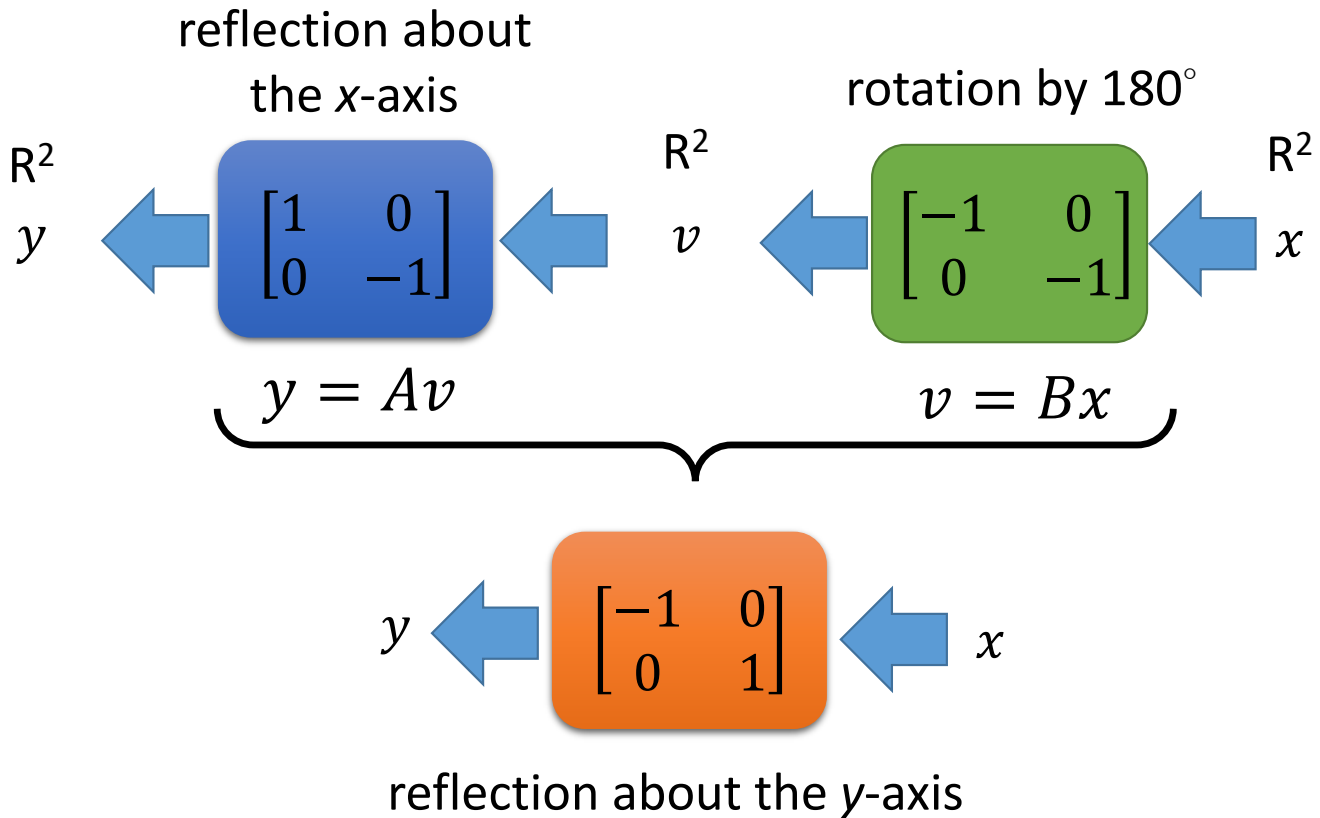 reflection about
the x-axis
rotation by 180°
R²
R²
R²
y
[1 0
0 −1]
v
[−1 0
0 −1]
x
y = Av
v = Bx
y
[−1 0
0 1]
x
reflection about the y-axis